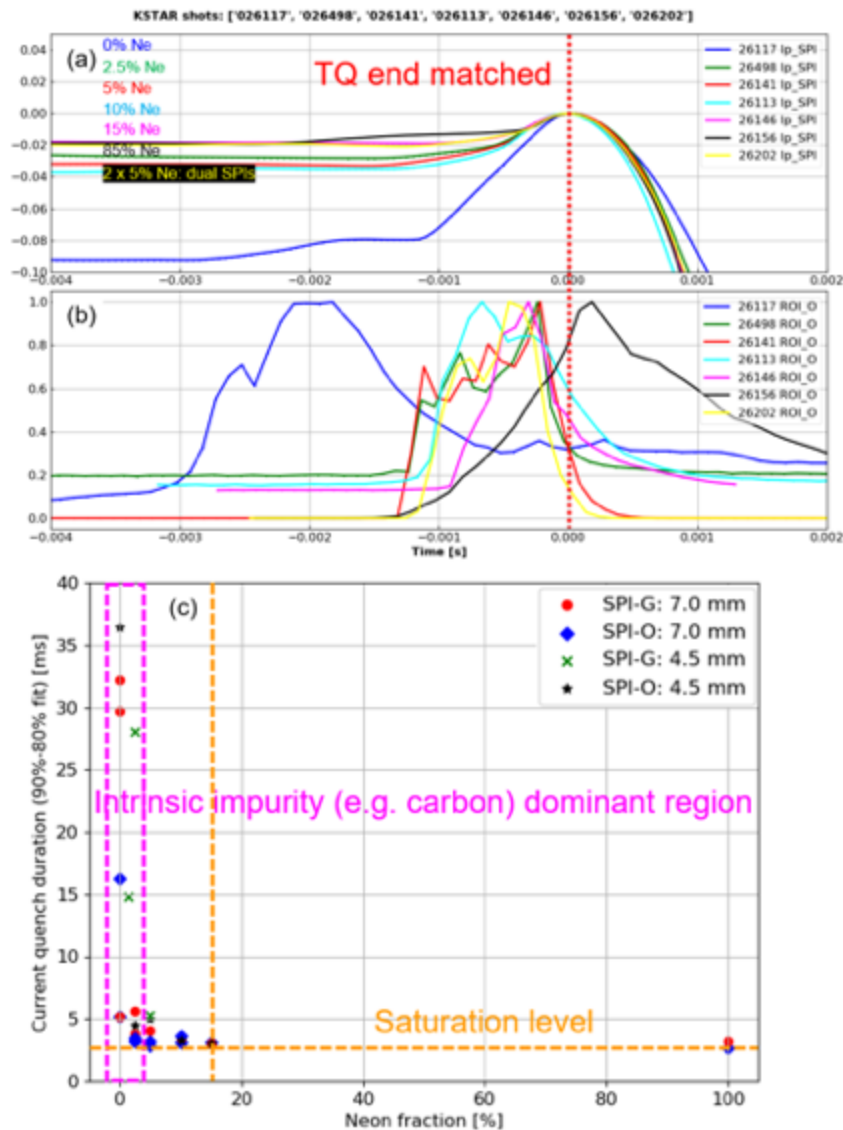 KSTAR shots: ['026117', '026498', '026141', '026113', '026146', '026156', '026202']
(a)
0% Ne
2.5% Ne
5% Ne
10% Ne
15% Ne
85% Ne
2 x 5% Ne: dual SPIs
TQ end matched
26117 Ip_SPI
26498 Ip_SPI
26141 Ip_SPI
26113 Ip_SPI
26146 Ip_SPI
26156 Ip_SPI
26202 Ip_SPI
0.04
0.02
0.00
−0.02
−0.04
−0.06
−0.08
−0.10
−0.004
−0.003
−0.002
−0.001
0.000
0.001
0.002
(b)
26117 ROI_O
26498 ROI_O
26141 ROI_O
26113 ROI_O
26146 ROI_O
26156 ROI_O
26202 ROI_O
1.0
0.8
0.6
0.4
0.2
0.0
−0.004
−0.003
−0.002
−0.001
0.000
0.001
0.002
Time [s]
(c)
SPI-G: 7.0 mm
SPI-O: 7.0 mm
SPI-G: 4.5 mm
SPI-O: 4.5 mm
Intrinsic impurity (e.g. carbon) dominant region
Saturation level
Current quench duration (90%-80% fit) [ms]
40
35
30
25
20
15
10
5
0
0
20
40
60
80
100
Neon fraction [%]